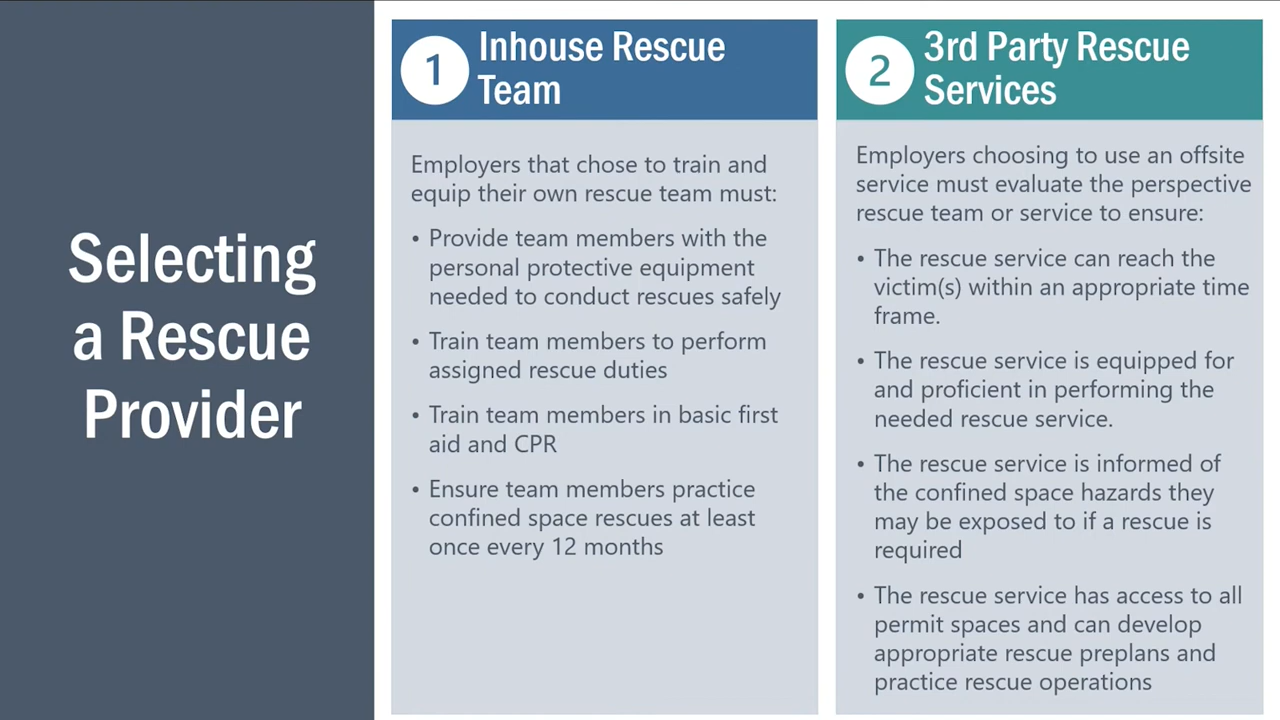 Selecting
a Rescue
Provider
1
Inhouse Rescue
Team
Employers that chose to train and
equip their own rescue team must:
• Provide team members with the
personal protective equipment
needed to conduct rescues safely
• Train team members to perform
assigned rescue duties
• Train team members in basic first
aid and CPR
• Ensure team members practice
confined space rescues at least
once every 12 months
2
3rd Party Rescue
Services
Employers choosing to use an offsite
service must evaluate the perspective
rescue team or service to ensure:
• The rescue service can reach the
victim(s) within an appropriate time
frame.
• The rescue service is equipped for
and proficient in performing the
needed rescue service.
• The rescue service is informed of
the confined space hazards they
may be exposed to if a rescue is
required
• The rescue service has access to all
permit spaces and can develop
appropriate rescue preplans and
practice rescue operations